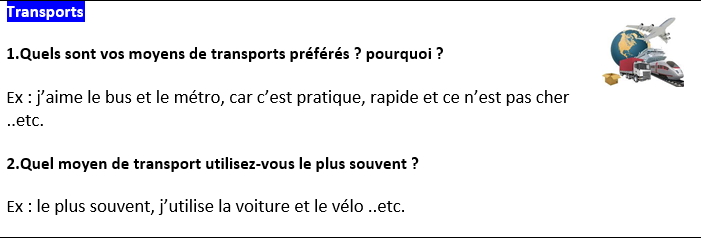 Transports
1.Quels sont vos moyens de transports préférés ? pourquoi ?
Ex : j’aime le bus et le métro, car c’est pratique, rapide et ce n’est pas cher
..etc.
2.Quel moyen de transport utilisez-vous le plus souvent ?
Ex : le plus souvent, j’utilise la voiture et le vélo ..etc.